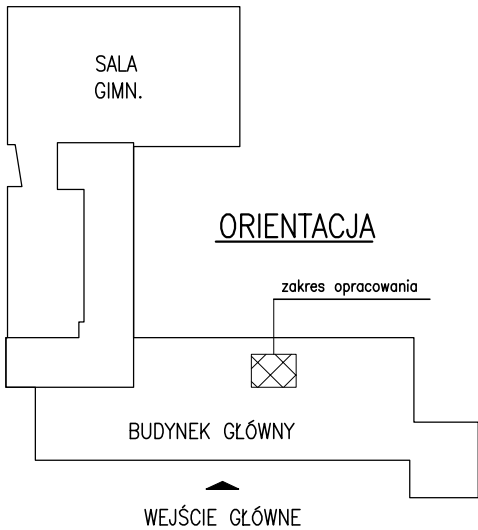 SALA
GIMN.
ORIENTACJA
zakres opracowania
BUDYNEK GŁÓWNY
WEJŚCIE GŁÓWNE